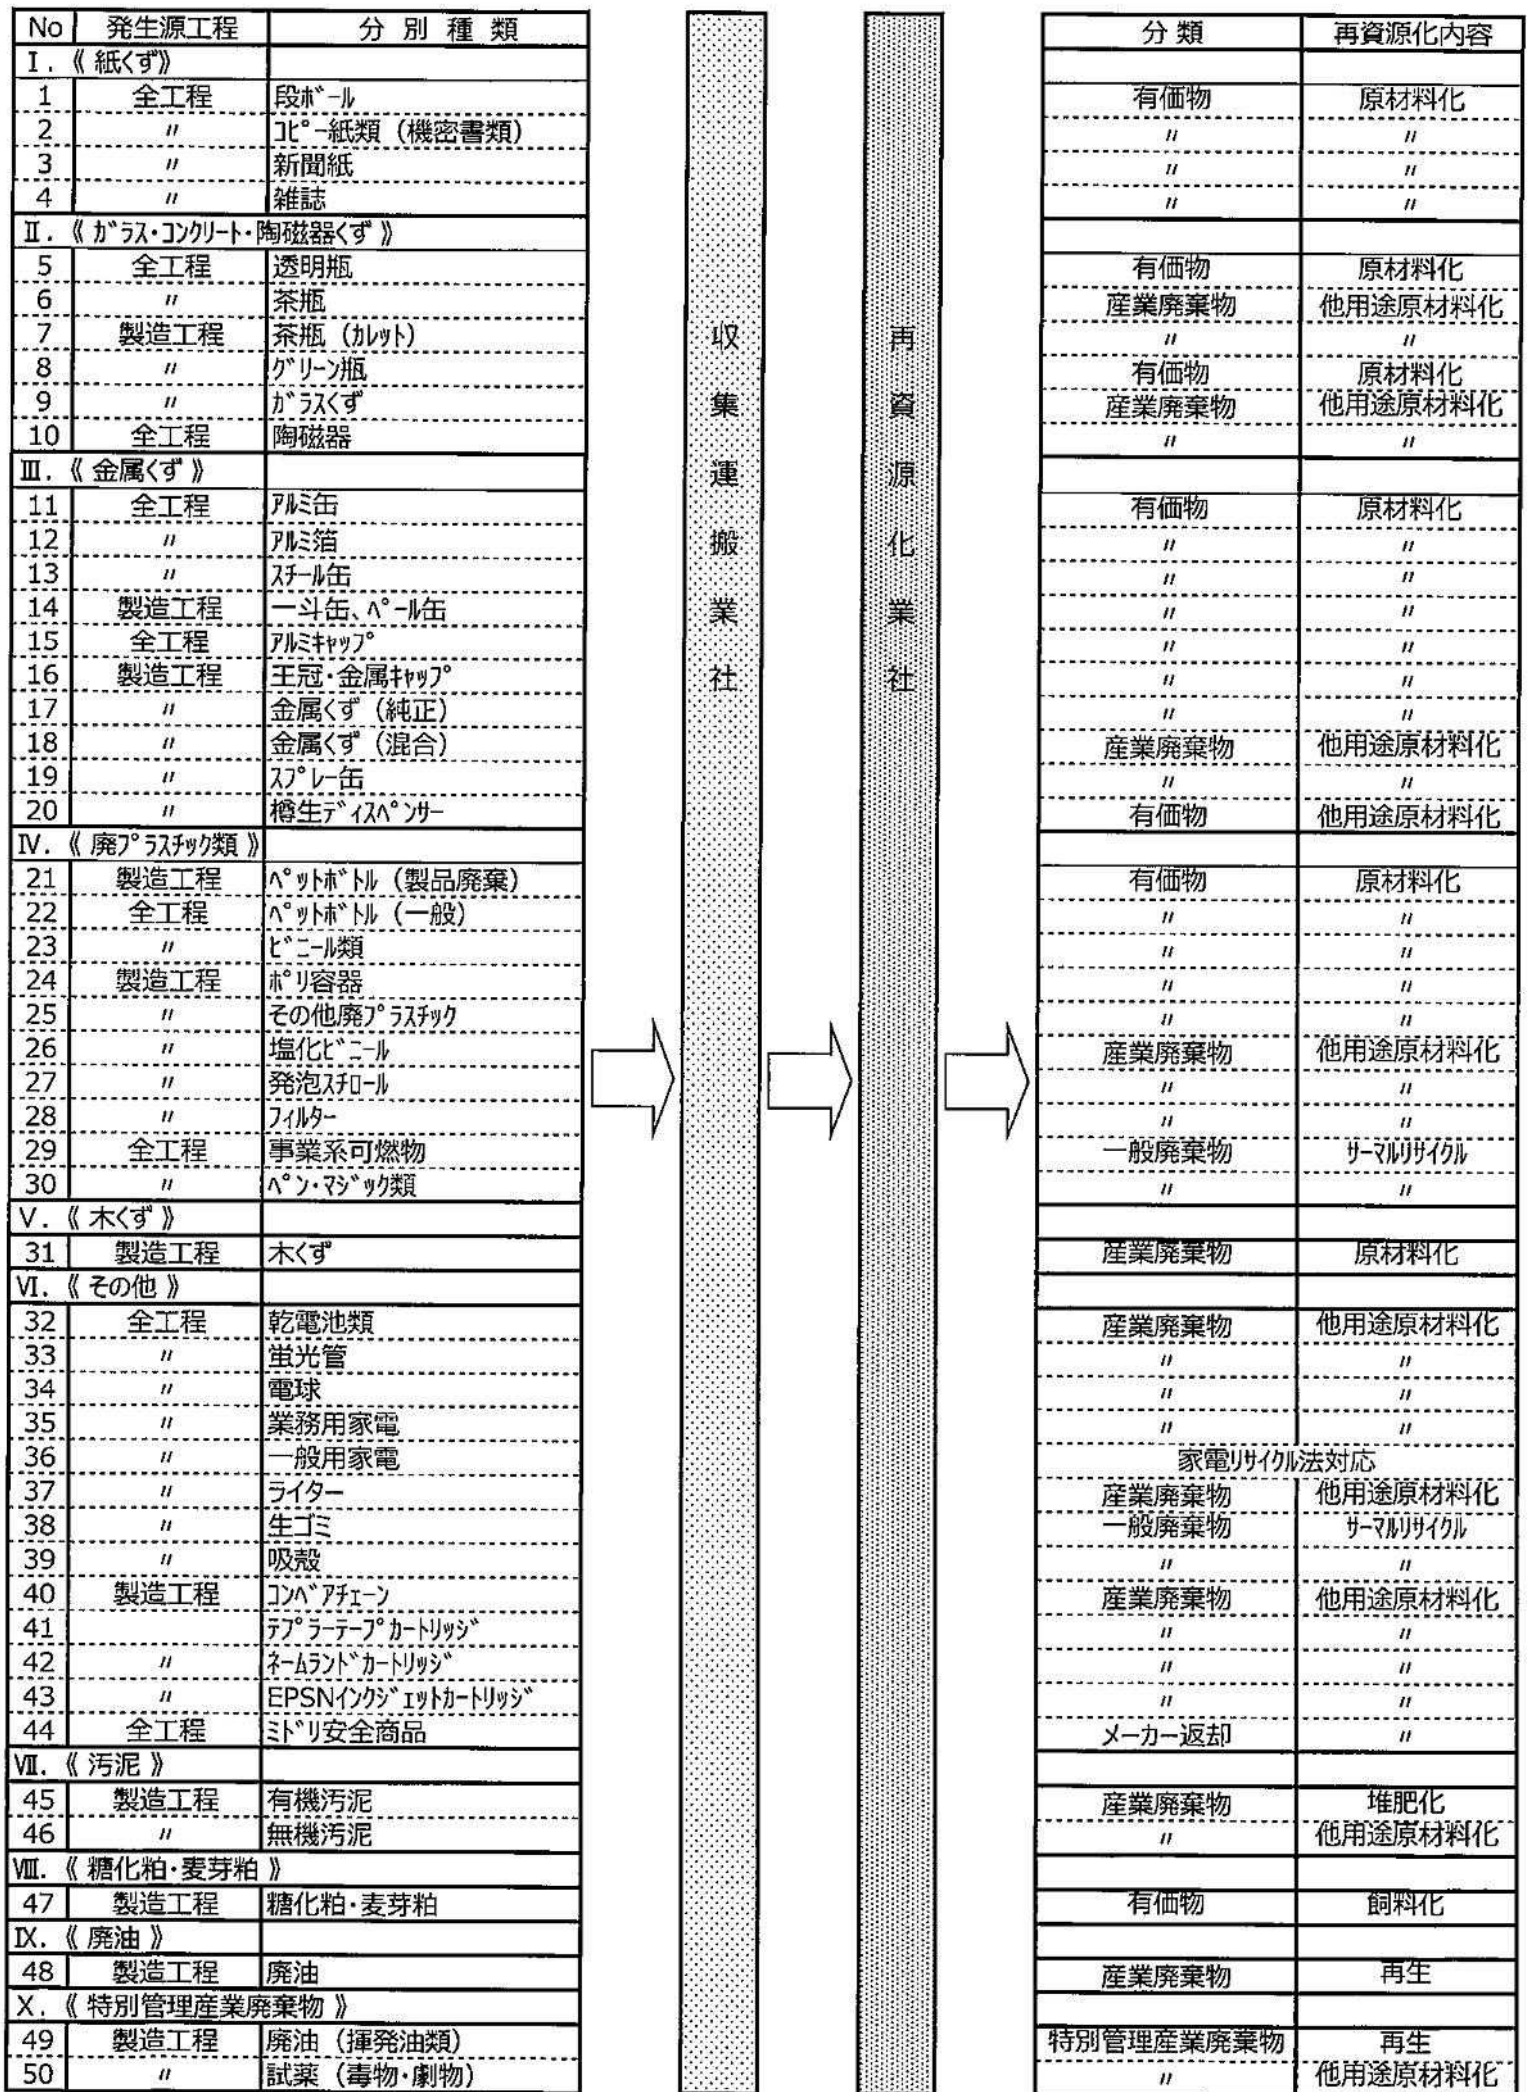 No 発生源工程 分別種類 分類 再資源化内容
Ⅰ.《紙くず》
1 全工程 段ボール 有価物 原材料化
2 〃 コピー紙類（機密書類） 〃 〃
3 〃 新聞紙 〃 〃
4 〃 雑誌 〃 〃
Ⅱ.《ガラス・コンクリート・陶磁器くず》
5 全工程 透明瓶 有価物 原材料化
6 〃 茶瓶 産業廃棄物 他用途原材料化
7 製造工程 茶瓶（カレット） 〃 〃
8 〃 グリーン瓶 有価物 原材料化
9 〃 ガラスくず 産業廃棄物 他用途原材料化
10 全工程 陶磁器 〃 〃
Ⅲ.《金属くず》
11 全工程 アルミ缶 有価物 原材料化
12 〃 アルミ箔 〃 〃
13 〃 スチール缶 〃 〃
14 製造工程 一斗缶、ペール缶 〃 〃
15 全工程 アルミキャップ 〃 〃
16 製造工程 王冠・金属キャップ 〃 〃
17 〃 金属くず（純正） 〃 〃
18 〃 金属くず（混合） 産業廃棄物 他用途原材料化
19 〃 スプレー缶 〃 〃
20 〃 樽生ディスペンサー 有価物 他用途原材料化
Ⅳ.《廃プラスチック類》
21 製造工程 ペットボトル（製品廃棄） 有価物 原材料化
22 全工程 ペットボトル（一般） 〃 〃
23 〃 ビニール類 〃 〃
24 製造工程 ポリ容器 〃 〃
25 〃 その他廃プラスチック 〃 〃
26 〃 塩化ビニール 産業廃棄物 他用途原材料化
27 〃 発泡スチロール 〃 〃
28 〃 フィルター 〃 〃
29 全工程 事業系可燃物 一般廃棄物 サーマルリサイクル
30 〃 ペン・マジック類 〃 〃
Ⅴ.《木くず》
31 製造工程 木くず 産業廃棄物 原材料化
Ⅵ.《その他》
32 全工程 乾電池類 産業廃棄物 他用途原材料化
33 〃 蛍光管 〃 〃
34 〃 電球 〃 〃
35 〃 業務用家電 〃 〃
36 〃 一般用家電 家電リサイクル法対応
37 〃 ライター 産業廃棄物 他用途原材料化
38 〃 生ゴミ 一般廃棄物 サーマルリサイクル
39 〃 吸殻 〃 〃
40 製造工程 コンベアチェーン 産業廃棄物 他用途原材料化
41 テプラーテープカートリッジ 〃 〃
42 〃 ネームランドカートリッジ 〃 〃
43 〃 EPSNインクジェットカートリッジ 〃 〃
44 全工程 ミドリ安全商品 メーカー返却 〃
Ⅶ.《汚泥》
45 製造工程 有機汚泥 産業廃棄物 堆肥化
46 〃 無機汚泥 〃 他用途原材料化
Ⅷ.《糖化粕・麦芽粕》
47 製造工程 糖化粕・麦芽粕 有価物 飼料化
Ⅸ.《廃油》
48 製造工程 廃油 産業廃棄物 再生
Ⅹ.《特別管理産業廃棄物》
49 製造工程 廃油（揮発油類） 特別管理産業廃棄物 再生
50 〃 試薬（毒物・劇物） 〃 他用途原材料化
収集運搬業社
再資源化業社